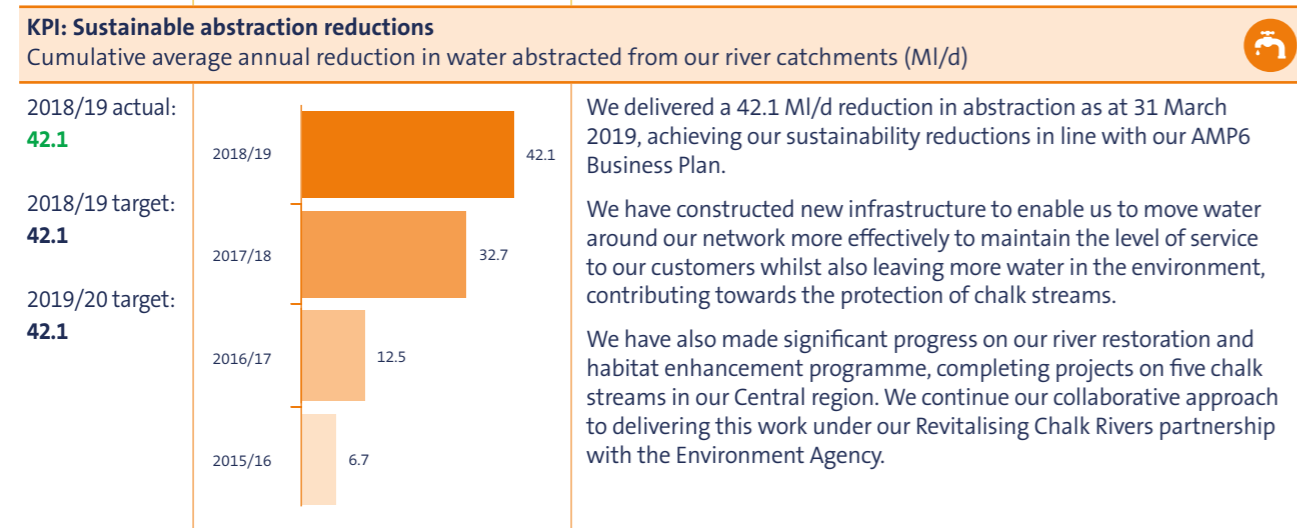 KPI: Sustainable abstraction reductions
Cumulative average annual reduction in water abstracted from our river catchments (Ml/d)
2018/19 actual:
42.1
2018/19 target:
42.1
2019/20 target:
42.1
2018/19
42.1
2017/18
32.7
2016/17
12.5
2015/16
6.7
We delivered a 42.1 Ml/d reduction in abstraction as at 31 March
2019, achieving our sustainability reductions in line with our AMP6
Business Plan.
We have constructed new infrastructure to enable us to move water
around our network more effectively to maintain the level of service
to our customers whilst also leaving more water in the environment,
contributing towards the protection of chalk streams.
We have also made significant progress on our river restoration and
habitat enhancement programme, completing projects on five chalk
streams in our Central region. We continue our collaborative approach
to delivering this work under our Revitalising Chalk Rivers partnership
with the Environment Agency.